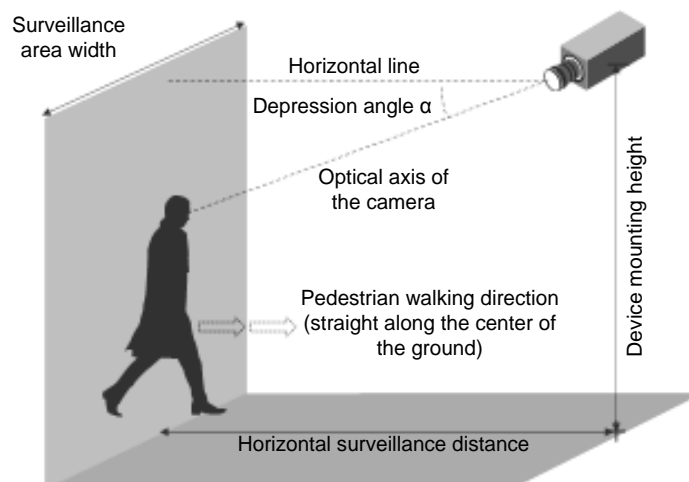 Surveillance
area width
Horizontal line
Depression angle α
Optical axis of
the camera
Device mounting height
Pedestrian walking direction
(straight along the center of
the ground)
Horizontal surveillance distance